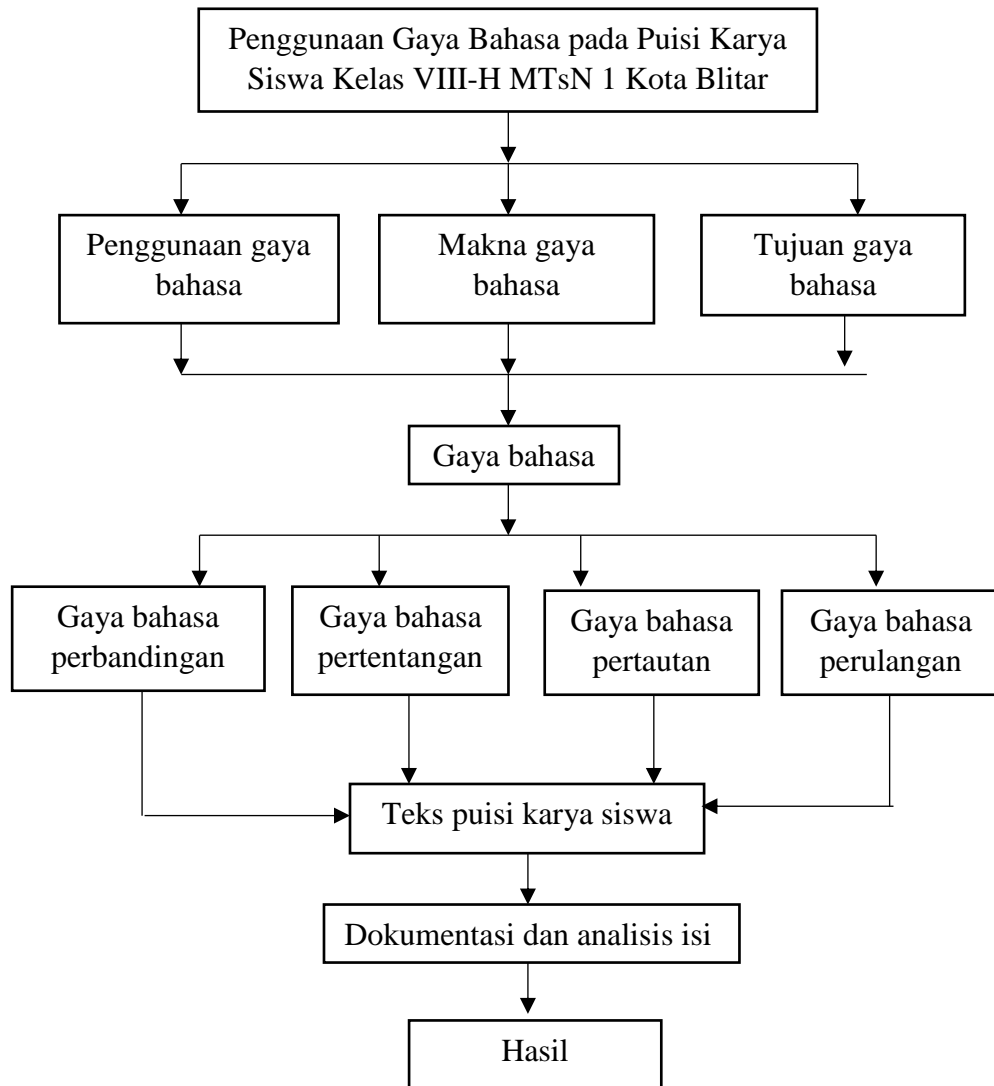 Penggunaan Gaya Bahasa pada Puisi Karya
Siswa Kelas VIII-H MTsN 1 Kota Blitar
Penggunaan gaya
bahasa
Makna gaya
bahasa
Tujuan gaya
bahasa
Gaya bahasa
Gaya bahasa
perbandingan
Gaya bahasa
pertentangan
Gaya bahasa
pertautan
Gaya bahasa
perulangan
Teks puisi karya siswa
Dokumentasi dan analisis isi
Hasil